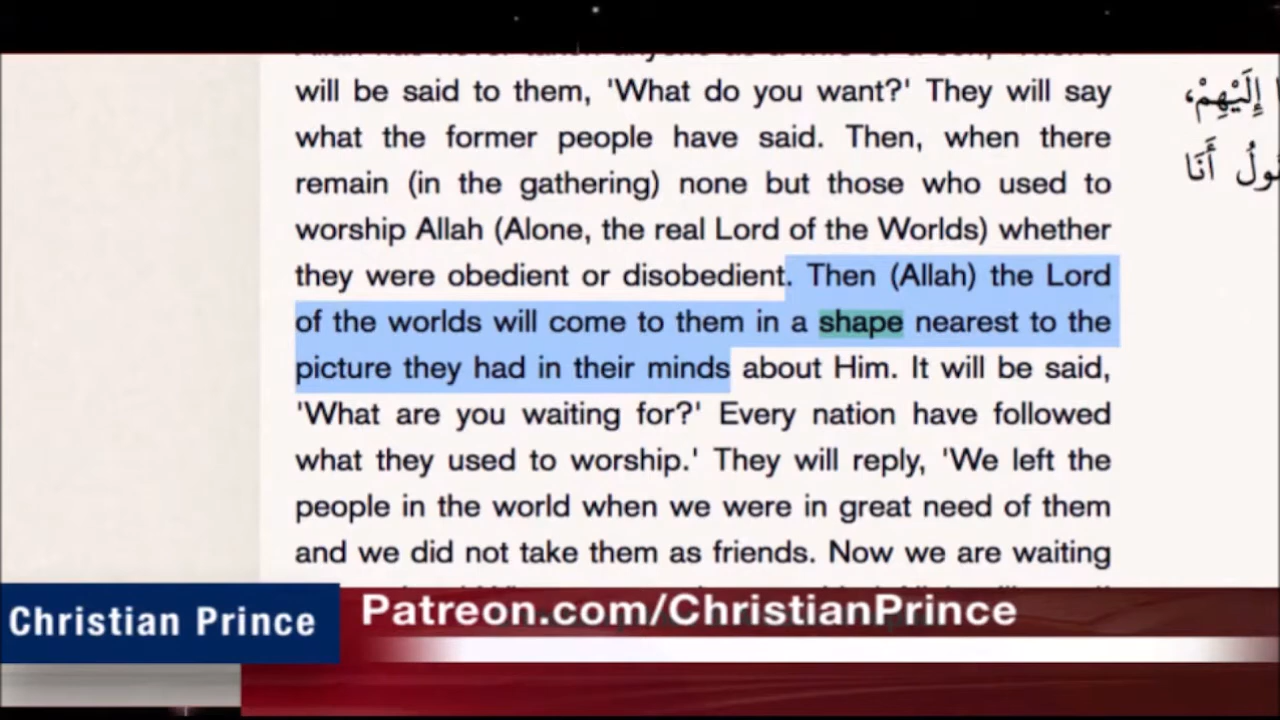 will be said to them, 'What do you want?' They will say
what the former people have said. Then, when there
remain (in the gathering) none but those who used to
worship Allah (Alone, the real Lord of the Worlds) whether
they were obedient or disobedient. Then (Allah) the Lord
of the worlds will come to them in a shape nearest to the
picture they had in their minds about Him. It will be said,
'What are you waiting for?' Every nation have followed
what they used to worship.' They will reply, 'We left the
people in the world when we were in great need of them
and we did not take them as friends. Now we are waiting
إِلَيْهِمْ،
أَنَا
Christian Prince
Patreon.com/ChristianPrince